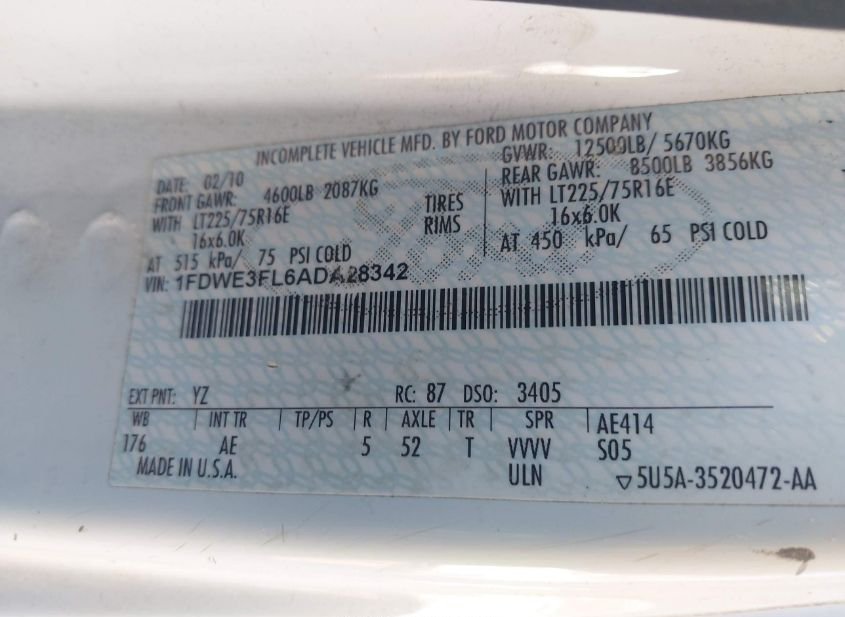 INCOMPLETE VEHICLE MFD. BY FORD MOTOR COMPANY
DATE: 02/10
FRONT GAWR: 4600LB 2087KG
WITH LT225/75R16E
16x6.0K
AT 515 kPa/ 75 PSI COLD
TIRES
RIMS
GVWR: 12500LB/ 5670KG
REAR GAWR: 8500LB 3856KG
WITH LT225/75R16E
16x6.0K
AT 450 kPa/ 65 PSI COLD
VIN: 1FDWE3FL6ADA28342
EXT PNT: YZ RC: 87 DSO: 3405
WB INT TR TP/PS R AXLE TR SPR AE414
176 AE 5 52 T VVVV S05
MADE IN U.S.A. ULN 5U5A-3520472-AA